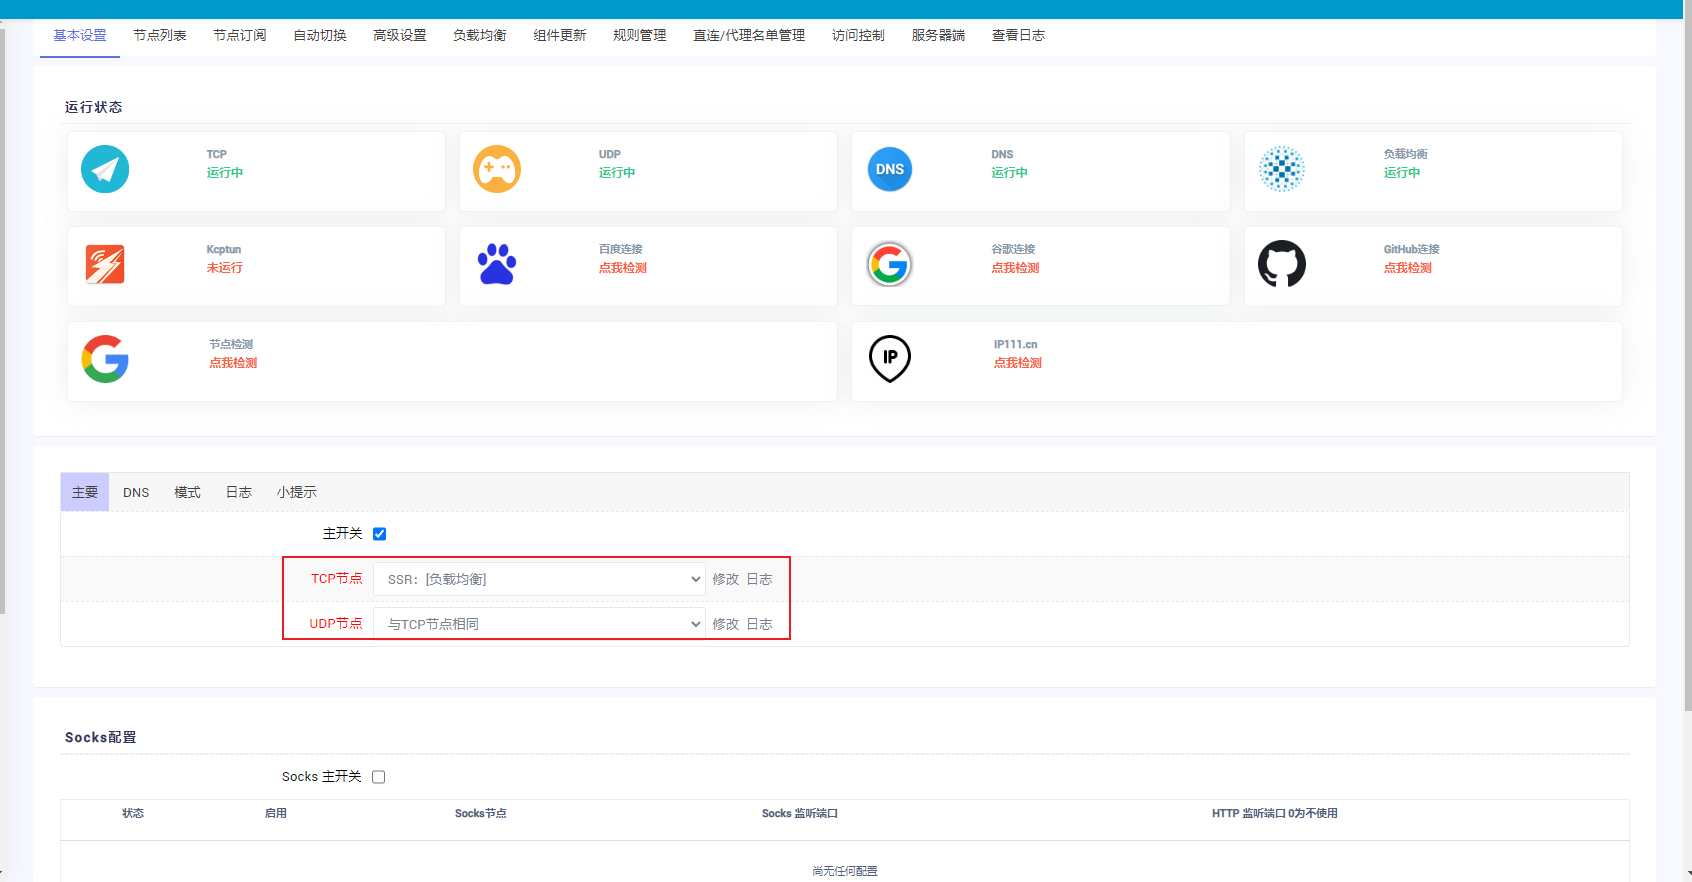 基本设置 节点列表 节点订阅 自动切换 高级设置 负载均衡 组件更新 规则管理 直连/代理名单管理 访问控制 服务器端 查看日志
运行状态
TCP
运行中
UDP
运行中
DNS
DNS
运行中
负载均衡
运行中
Kcptun
未运行
百度连接
点我检测
谷歌连接
点我检测
GitHub连接
点我检测
节点检测
点我检测
IP
IP111.cn
点我检测
主要 DNS 模式 日志 小提示
主开关
TCP节点 SSR：[负载均衡] 修改 日志
UDP节点 与TCP节点相同 修改 日志
Socks配置
Socks 主开关
状态 启用 Socks节点 Socks 监听端口 HTTP 监听端口 0为不使用
尚无任何配置